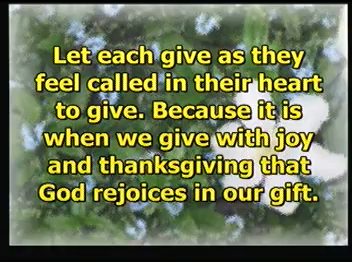 Let each give as they
feel called in their heart
to give. Because it is
when we give with joy
and thanksgiving that
God rejoices in our gift.